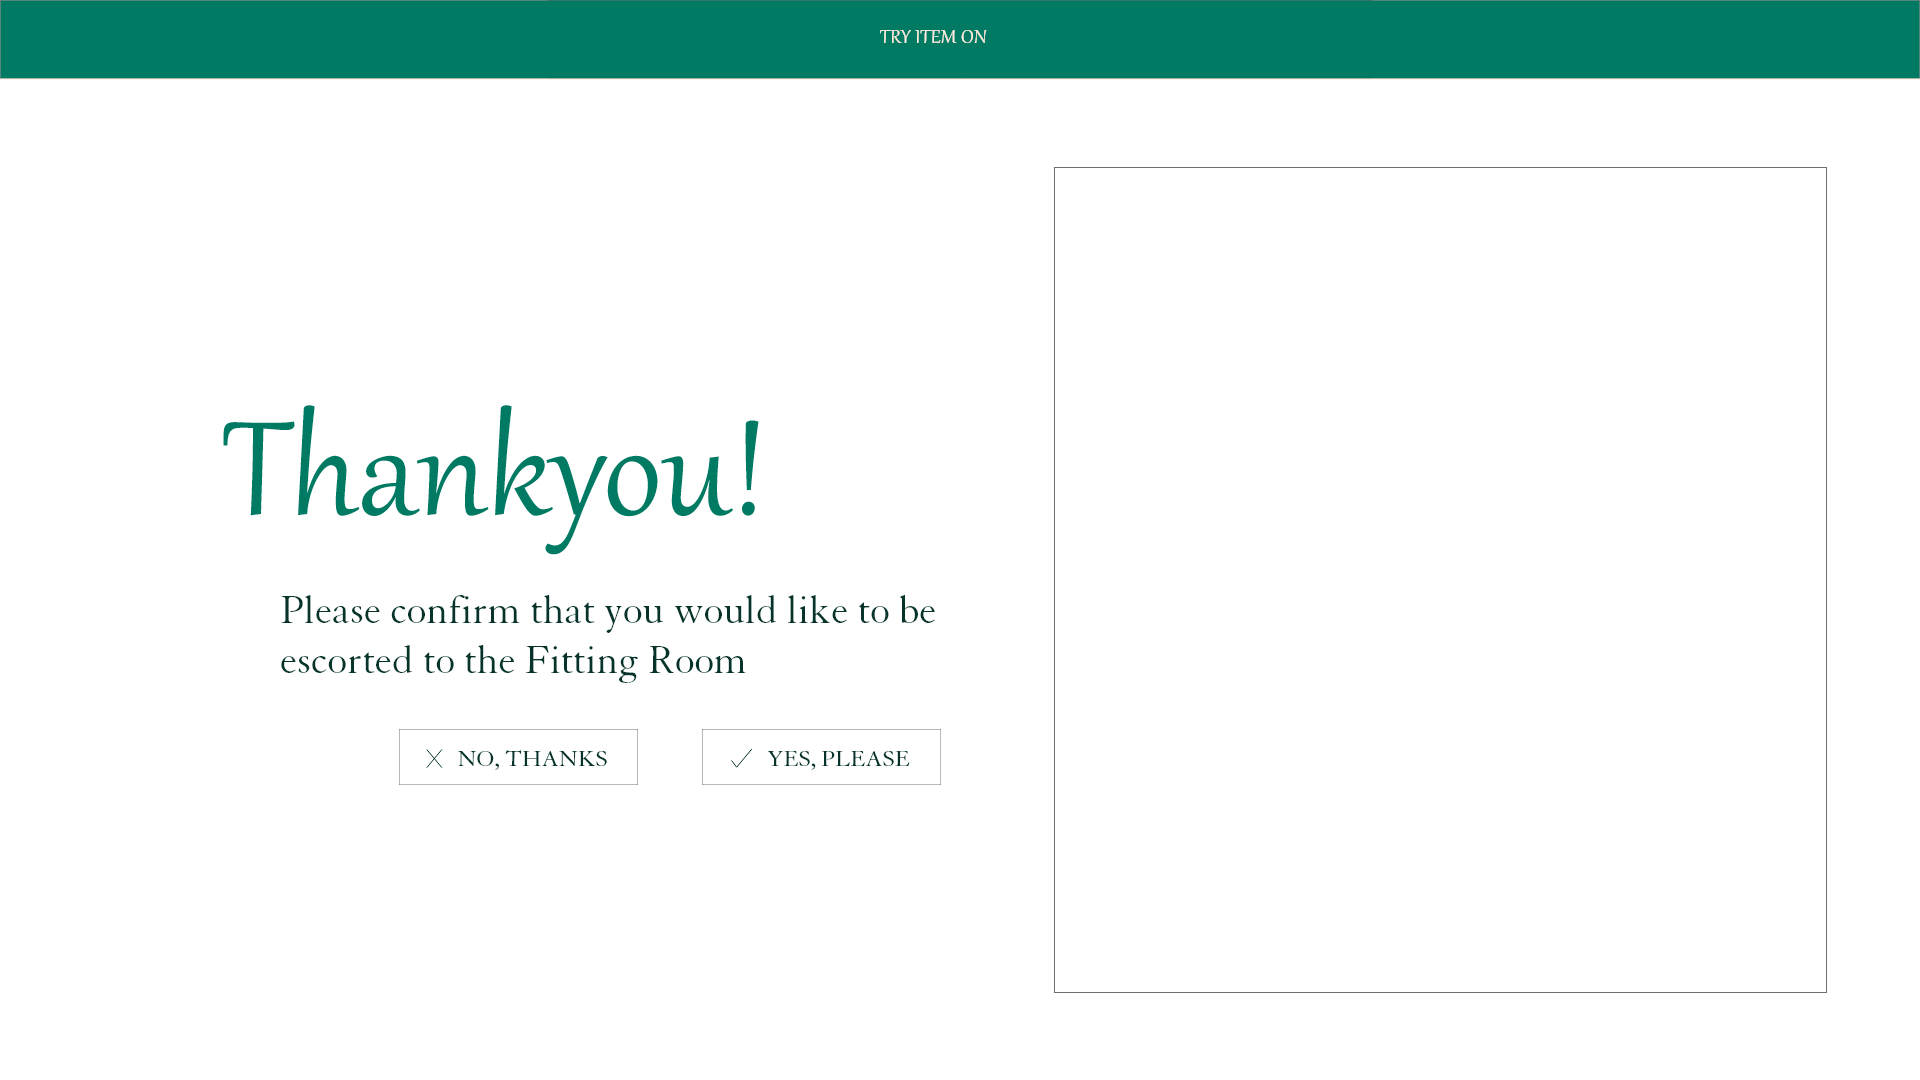 TRY ITEM ON
Thankyou!
Please confirm that you would like to be
escorted to the Fitting Room
NO, THANKS
YES, PLEASE